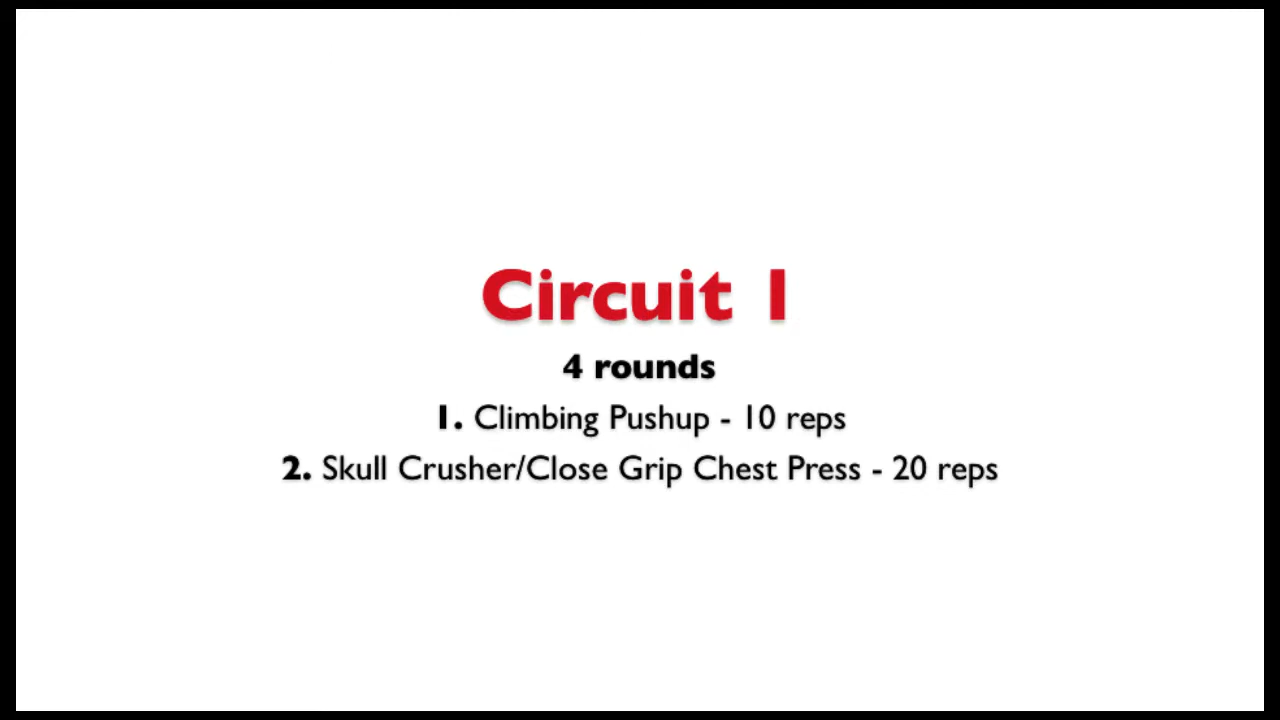 Circuit 1
4 rounds
1. Climbing Pushup - 10 reps
2. Skull Crusher/Close Grip Chest Press - 20 reps